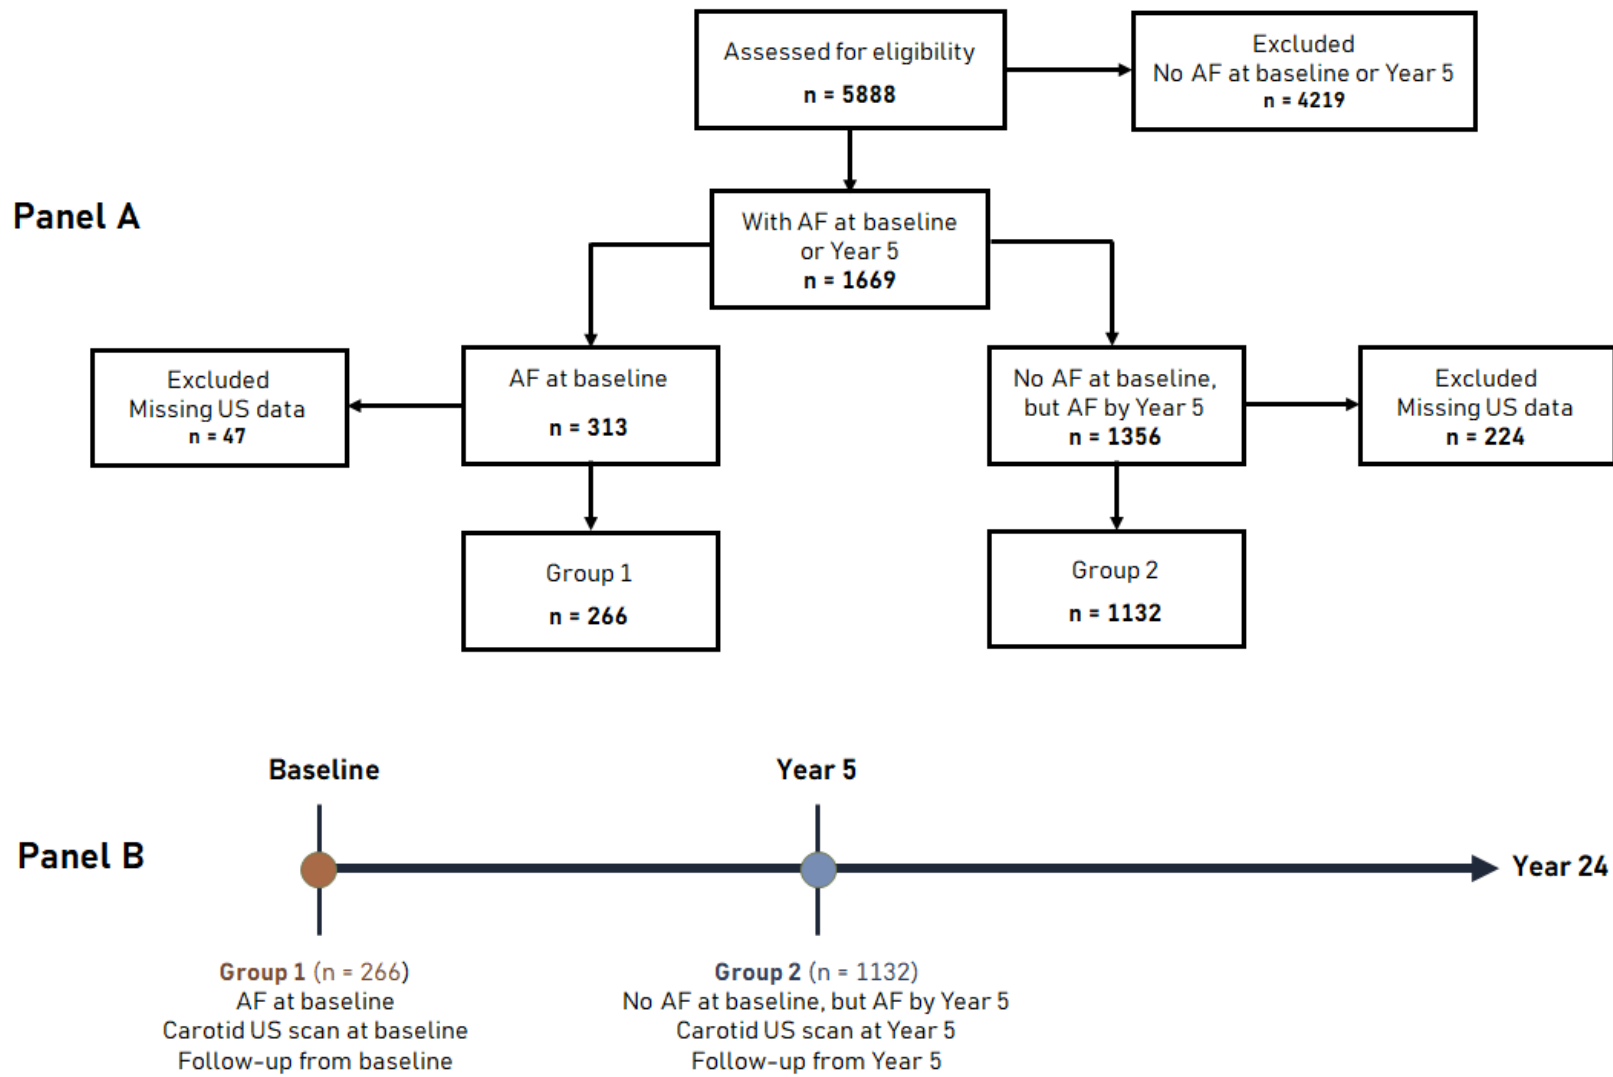 Assessed for eligibility
n = 5888
Excluded
No AF at baseline or Year 5
n = 4219
Panel A
With AF at baseline
or Year 5
n = 1669
Excluded
Missing US data
n = 47
AF at baseline
n = 313
No AF at baseline,
but AF by Year 5
n = 1356
Excluded
Missing US data
n = 224
Group 1
n = 266
Group 2
n = 1132
Baseline
Year 5
Panel B
Year 24
Group 1 (n = 266)
AF at baseline
Carotid US scan at baseline
Follow-up from baseline
Group 2 (n = 1132)
No AF at baseline, but AF by Year 5
Carotid US scan at Year 5
Follow-up from Year 5